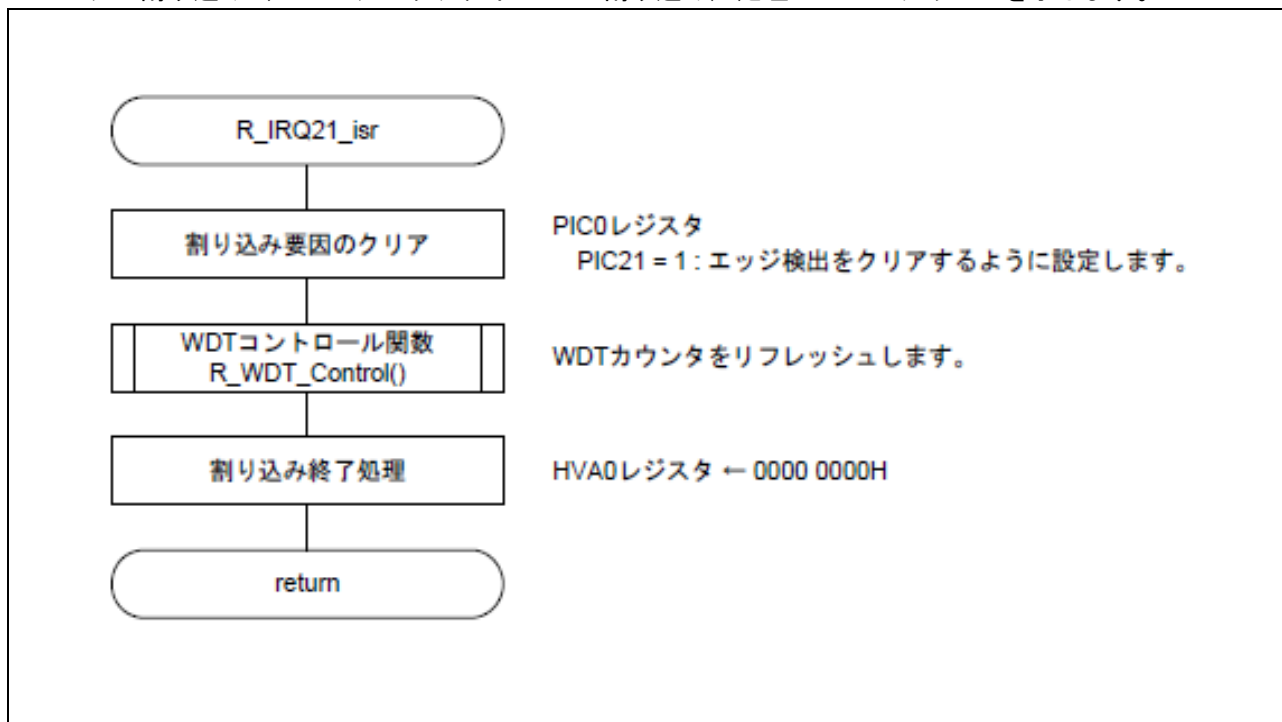 R_IRQ21_isr
割り込み要因のクリア
PIC0レジスタ
PIC21 = 1 : エッジ検出をクリアするように設定します。
WDTコントロール関数
R_WDT_Control()
WDTカウンタをリフレッシュします。
割り込み終了処理
HVA0レジスタ ← 0000 0000H
return